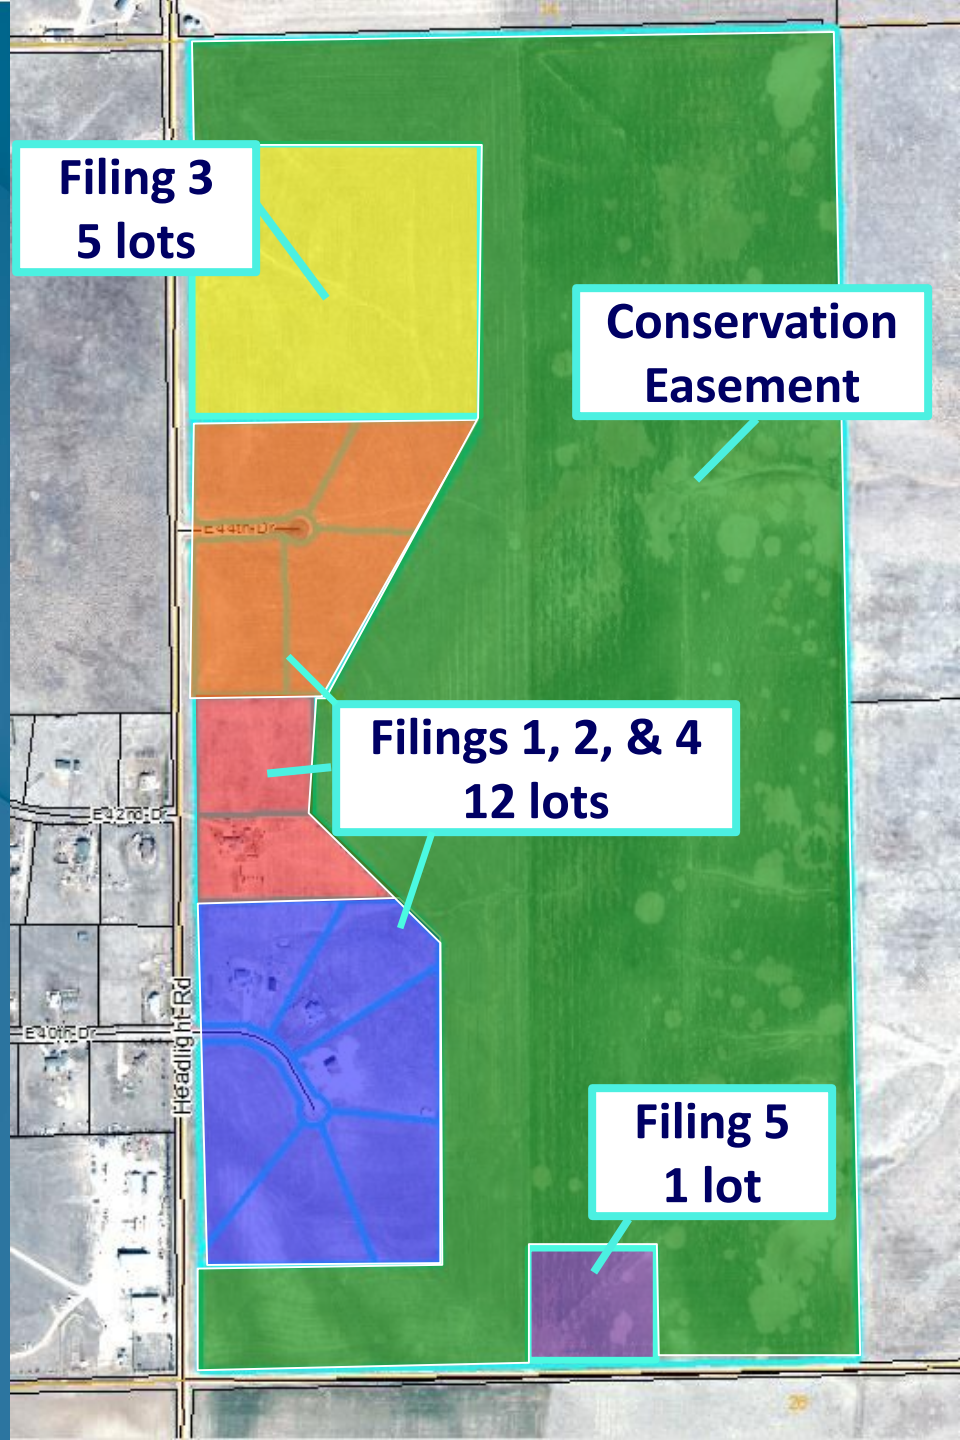 Filing 3
5 lots
Conservation
Easement
E 44th Dr
Filings 1, 2, & 4
12 lots
E 42nd Dr
Headlight Rd
E 40th Dr
Filing 5
1 lot
26